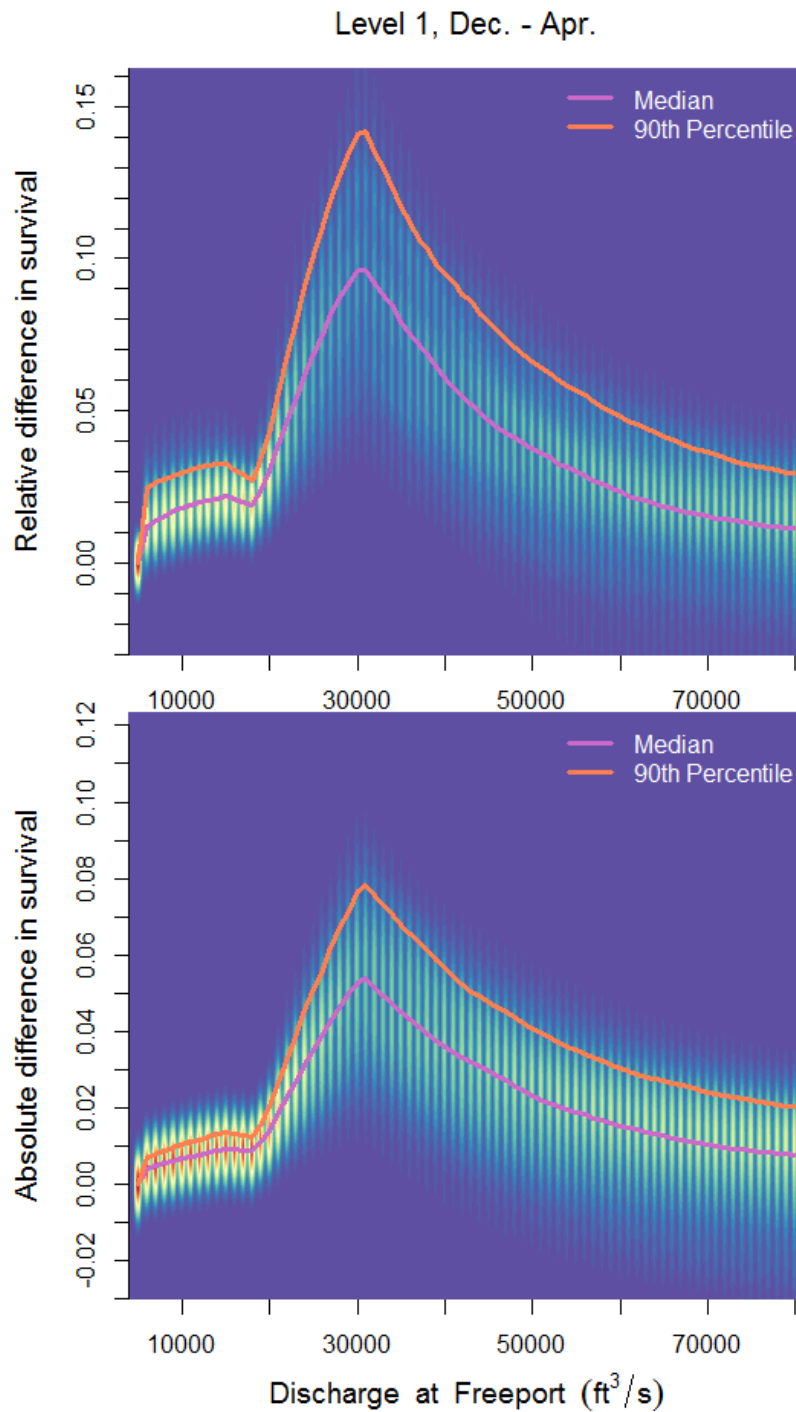 Level 1, Dec. - Apr.
Relative difference in survival
0.15
0.10
0.05
0.00
Median
90th Percentile
10000 30000 50000 70000
Absolute difference in survival
0.12
0.10
0.08
0.06
0.04
0.02
0.00
-0.02
Median
90th Percentile
10000 30000 50000 70000
Discharge at Freeport (ft³/s)